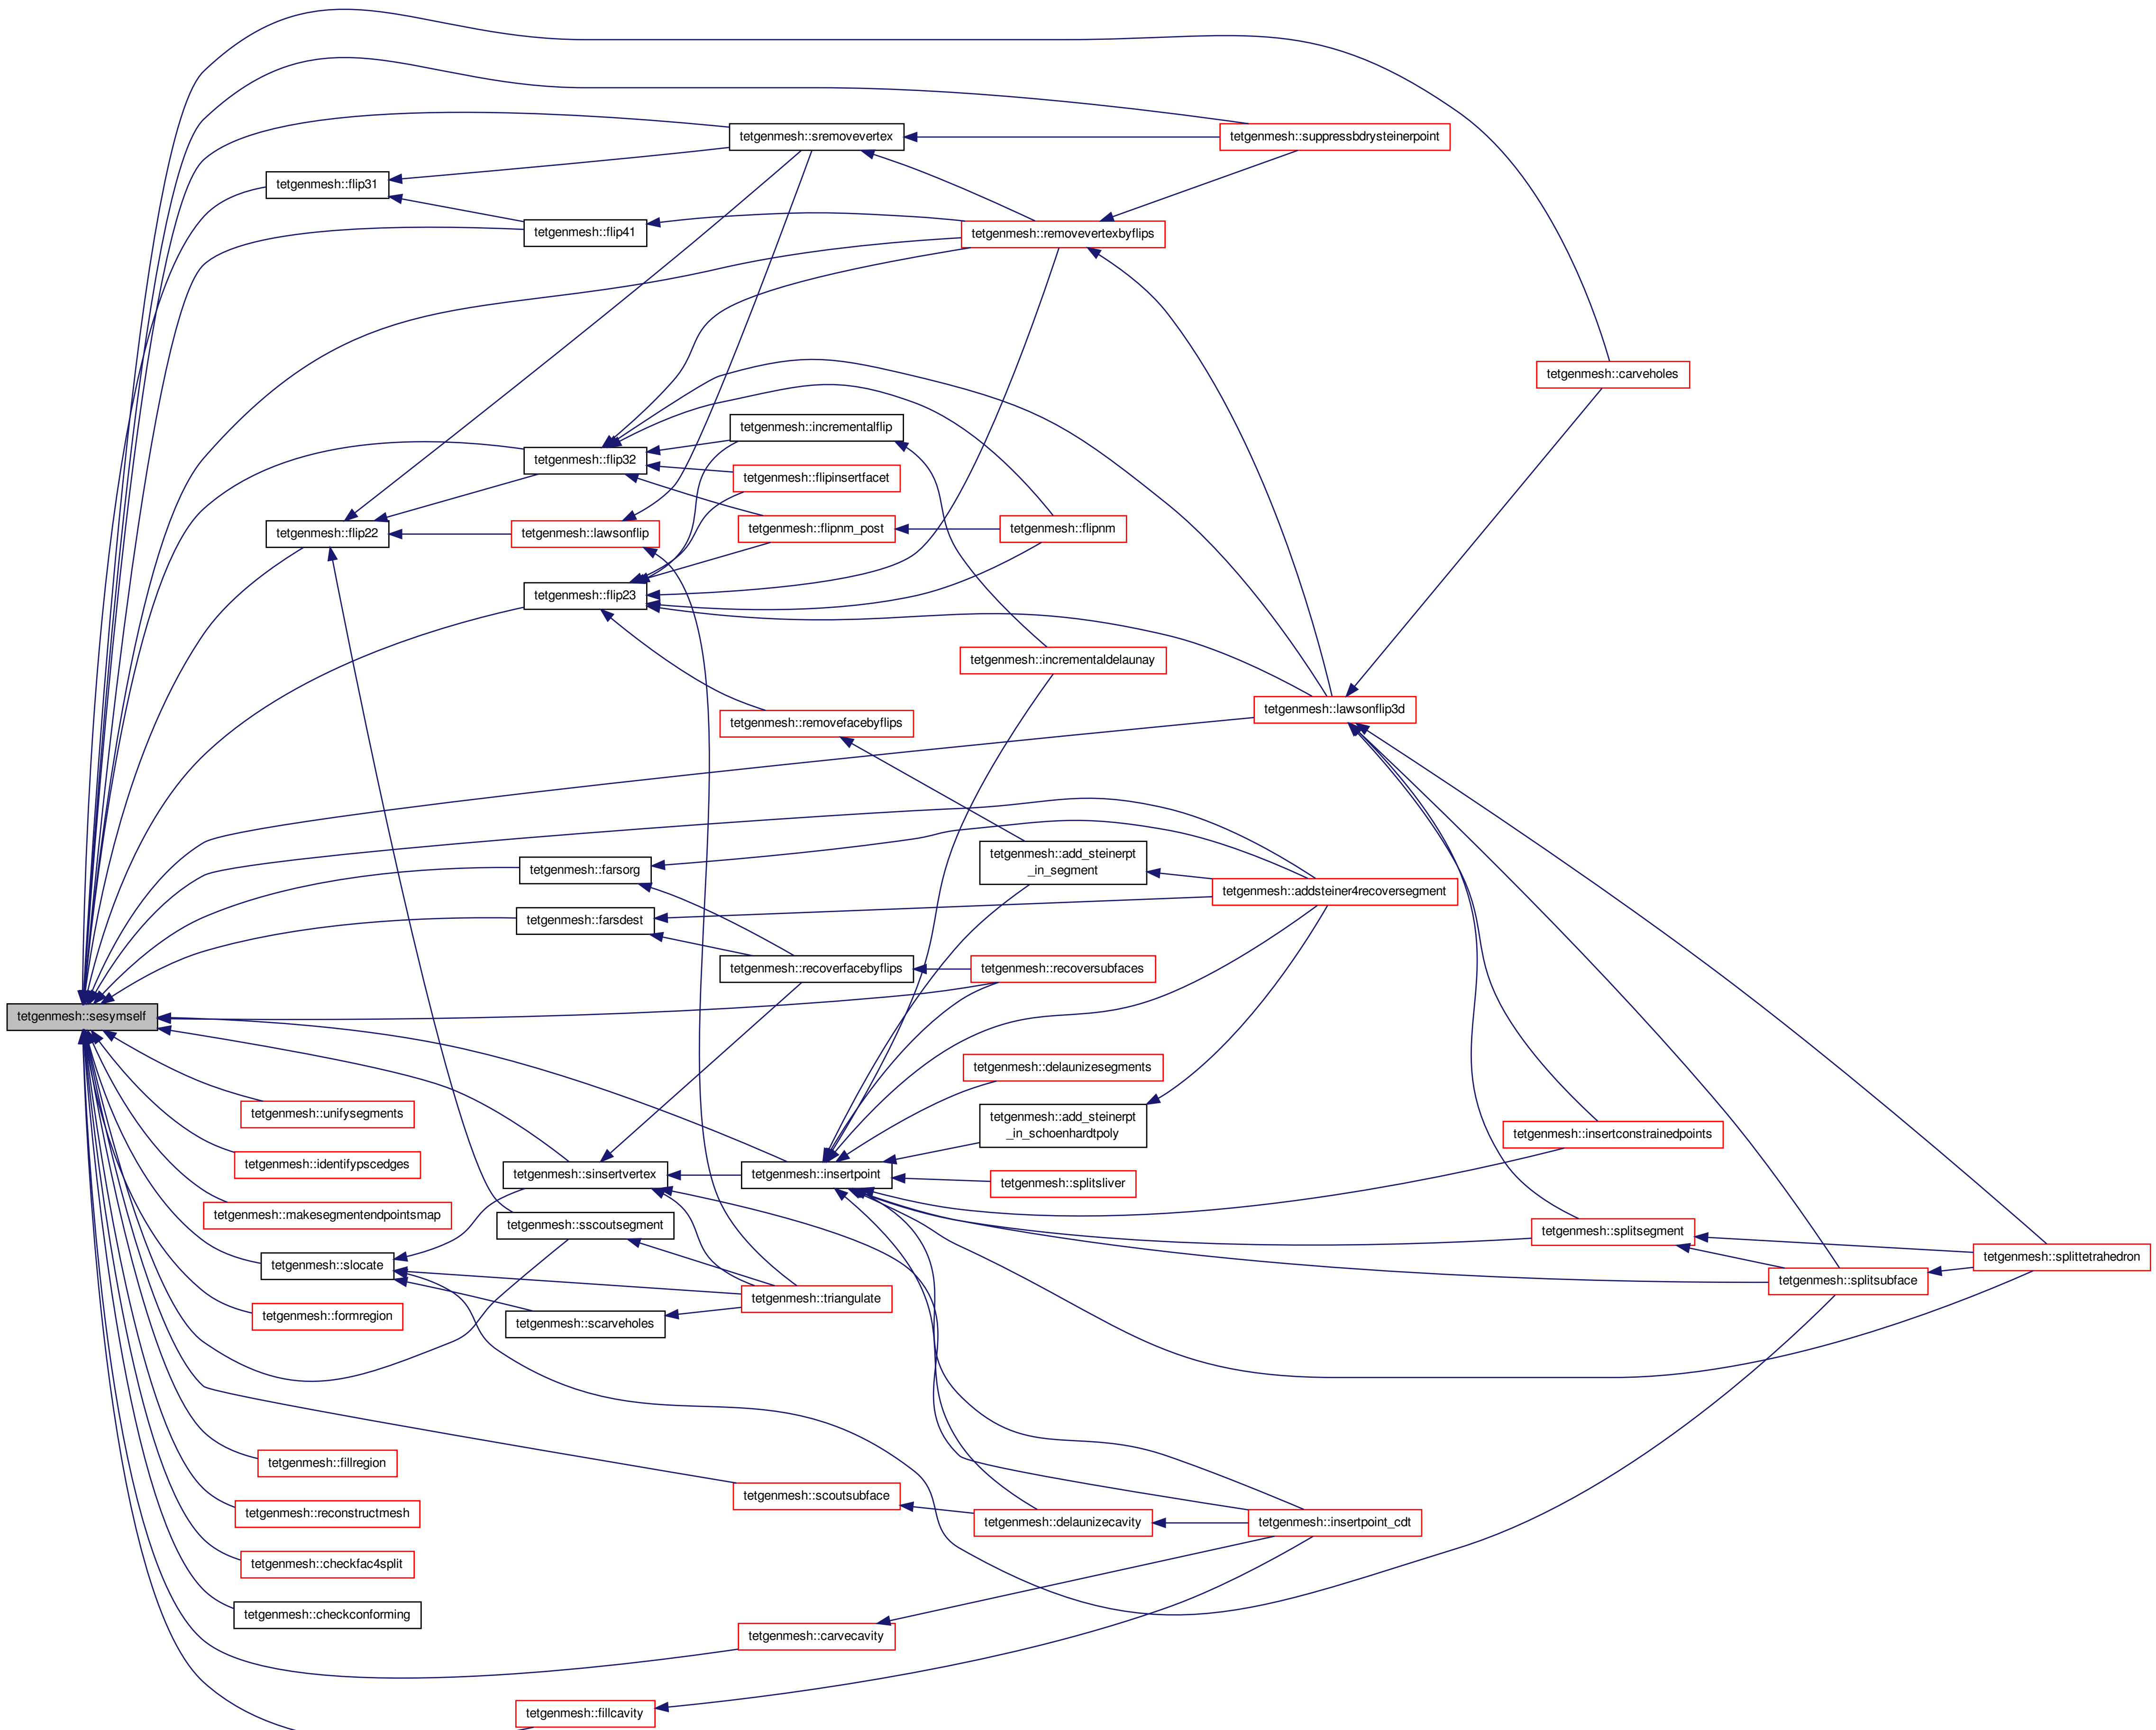 tetgenmesh::sremovevertex
tetgenmesh::suppressbdrysteinerpoint
tetgenmesh::flip31
tetgenmesh::flip41
tetgenmesh::removevertexbyflips
tetgenmesh::carveholes
tetgenmesh::incrementalflip
tetgenmesh::flip32
tetgenmesh::flipinsertfacet
tetgenmesh::flipnm_post
tetgenmesh::flipnm
tetgenmesh::flip22
tetgenmesh::lawsonflip
tetgenmesh::flip23
tetgenmesh::incrementaldelaunay
tetgenmesh::lawsonflip3d
tetgenmesh::removefacebyflips
tetgenmesh::add_steinerpt
_in_segment
tetgenmesh::farsorg
tetgenmesh::addsteiner4recoversegment
tetgenmesh::farsdest
tetgenmesh::recoverfacebyflips
tetgenmesh::recoversubfaces
tetgenmesh::sesymself
tetgenmesh::delaunizesegments
tetgenmesh::unifysegments
tetgenmesh::add_steinerpt
_in_schoenhardtpoly
tetgenmesh::insertconstrainedpoints
tetgenmesh::identifypscedges
tetgenmesh::sinsertvertex
tetgenmesh::insertpoint
tetgenmesh::splitsliver
tetgenmesh::makesegmentendpointsmap
tetgenmesh::sscoutsegment
tetgenmesh::splitsegment
tetgenmesh::splittetrahedron
tetgenmesh::slocate
tetgenmesh::splitsubface
tetgenmesh::triangulate
tetgenmesh::formregion
tetgenmesh::scarveholes
tetgenmesh::fillregion
tetgenmesh::scoutsubface
tetgenmesh::reconstructmesh
tetgenmesh::delaunizecavity
tetgenmesh::insertpoint_cdt
tetgenmesh::checkfac4split
tetgenmesh::checkconforming
tetgenmesh::carvecavity
tetgenmesh::fillcavity